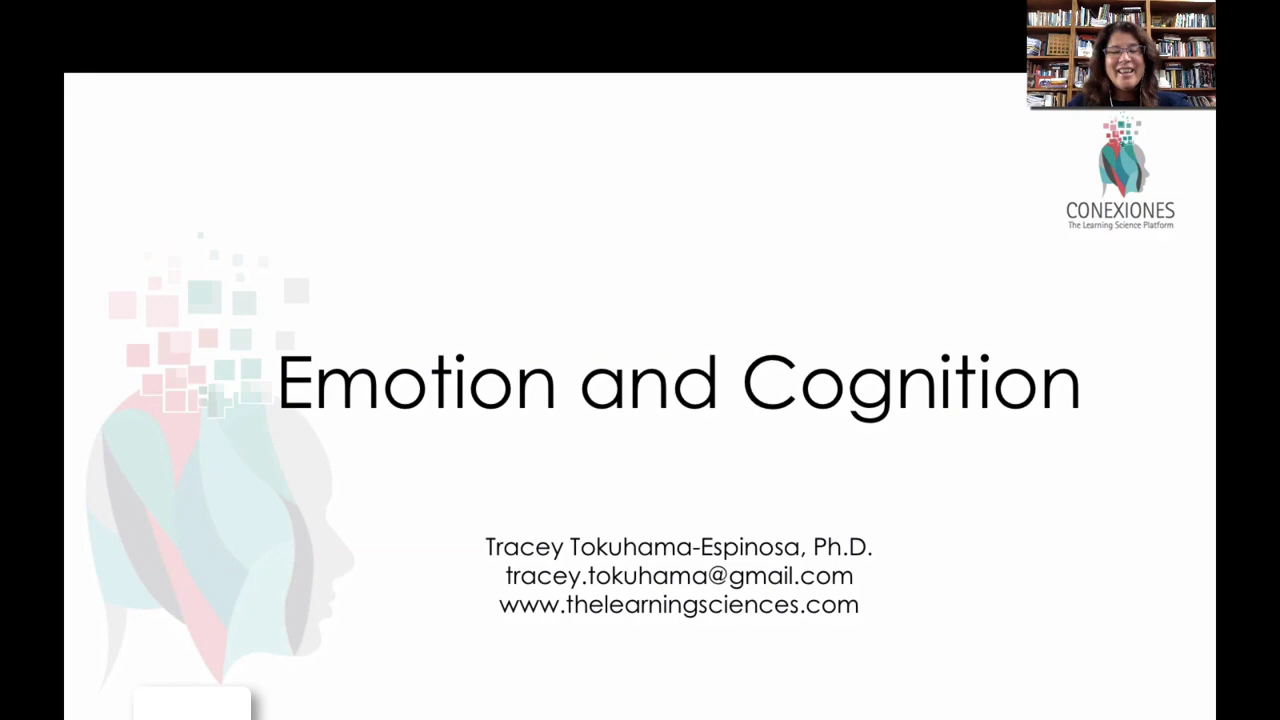 CONEXIONES
The Learning Science Platform
Emotion and Cognition
Tracey Tokuhama-Espinosa, Ph.D.
tracey.tokuhama@gmail.com
www.thelearningsciences.com